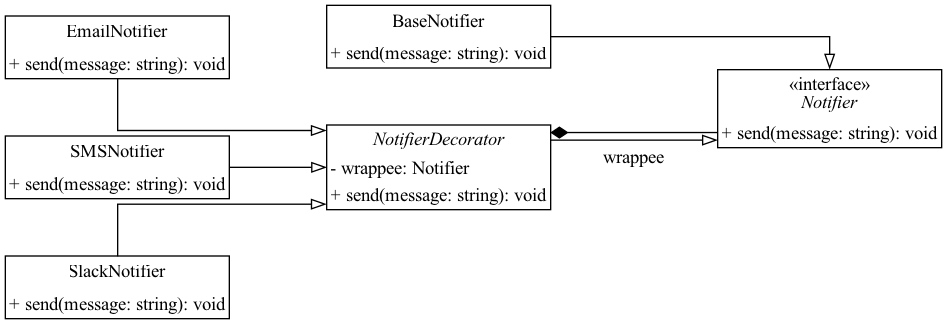 EmailNotifier
+ send(message: string): void
BaseNotifier
+ send(message: string): void
«interface»
Notifier
+ send(message: string): void
SMSNotifier
+ send(message: string): void
NotifierDecorator
- wrappee: Notifier
+ send(message: string): void
wrappee
SlackNotifier
+ send(message: string): void